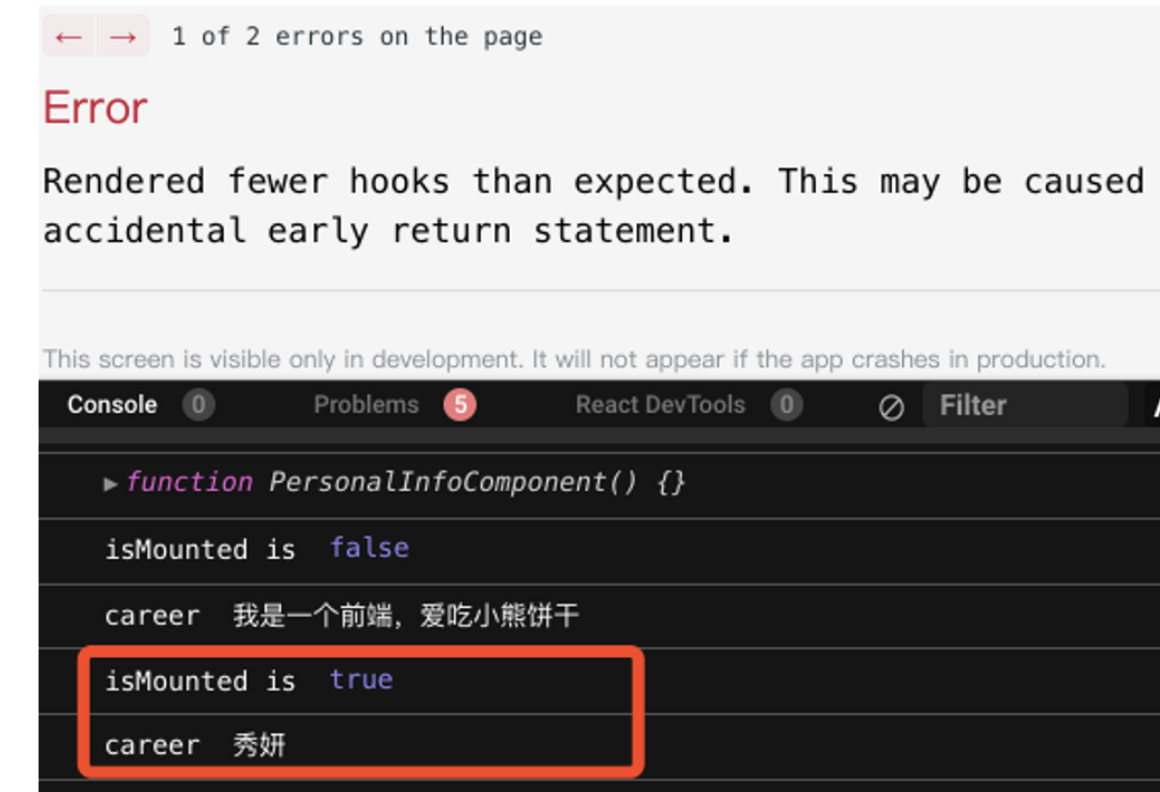 ← → 1 of 2 errors on the page
Error
Rendered fewer hooks than expected. This may be caused
accidental early return statement.
This screen is visible only in development. It will not appear if the app crashes in production.
Console 0 Problems 5 React DevTools 0 Filter
▶ function PersonalInfoComponent() {}
isMounted is false
career 我是一个前端，爱吃小熊饼干
isMounted is true
career 秀妍